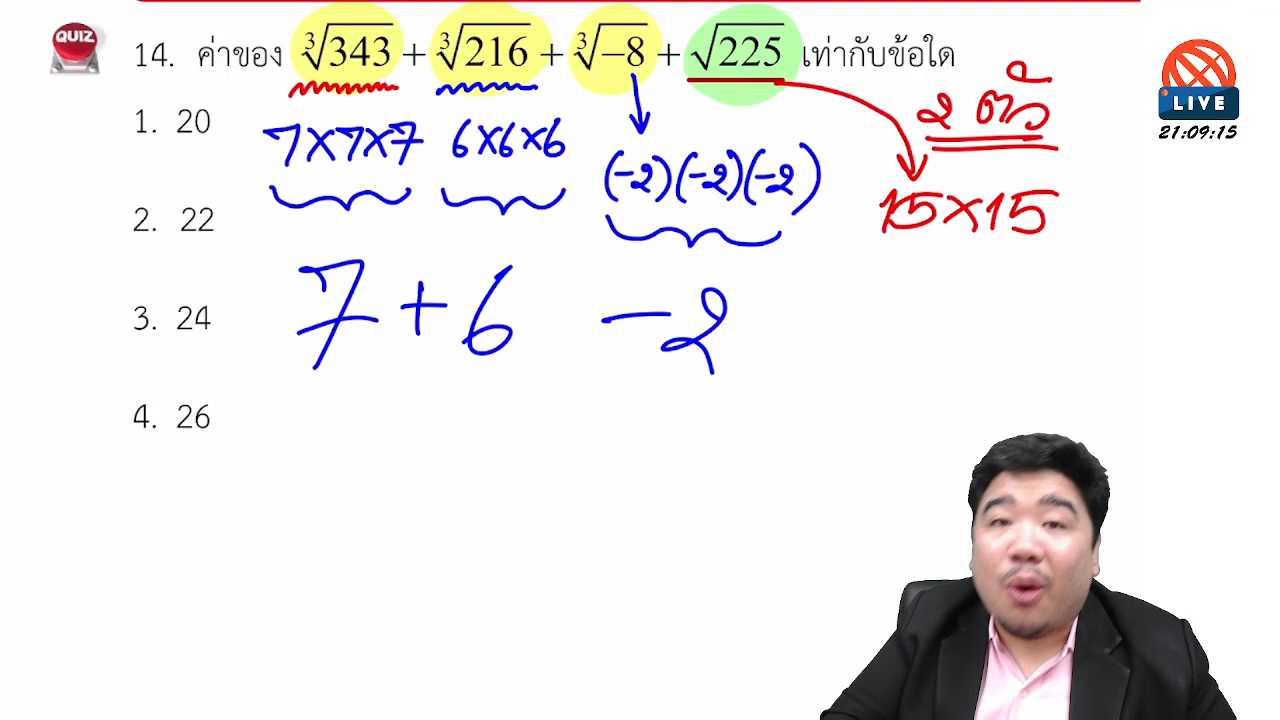 QUIZ
14. ค่าของ ∛343 + ∛216 + ∛-8 + √225 เท่ากับข้อใด
LIVE
21:09:15
2 ตัว
1. 20
7×7×7 6×6×6 (-2)(-2)(-2)
15×15
2. 22
7 + 6 -2
3. 24
4. 26